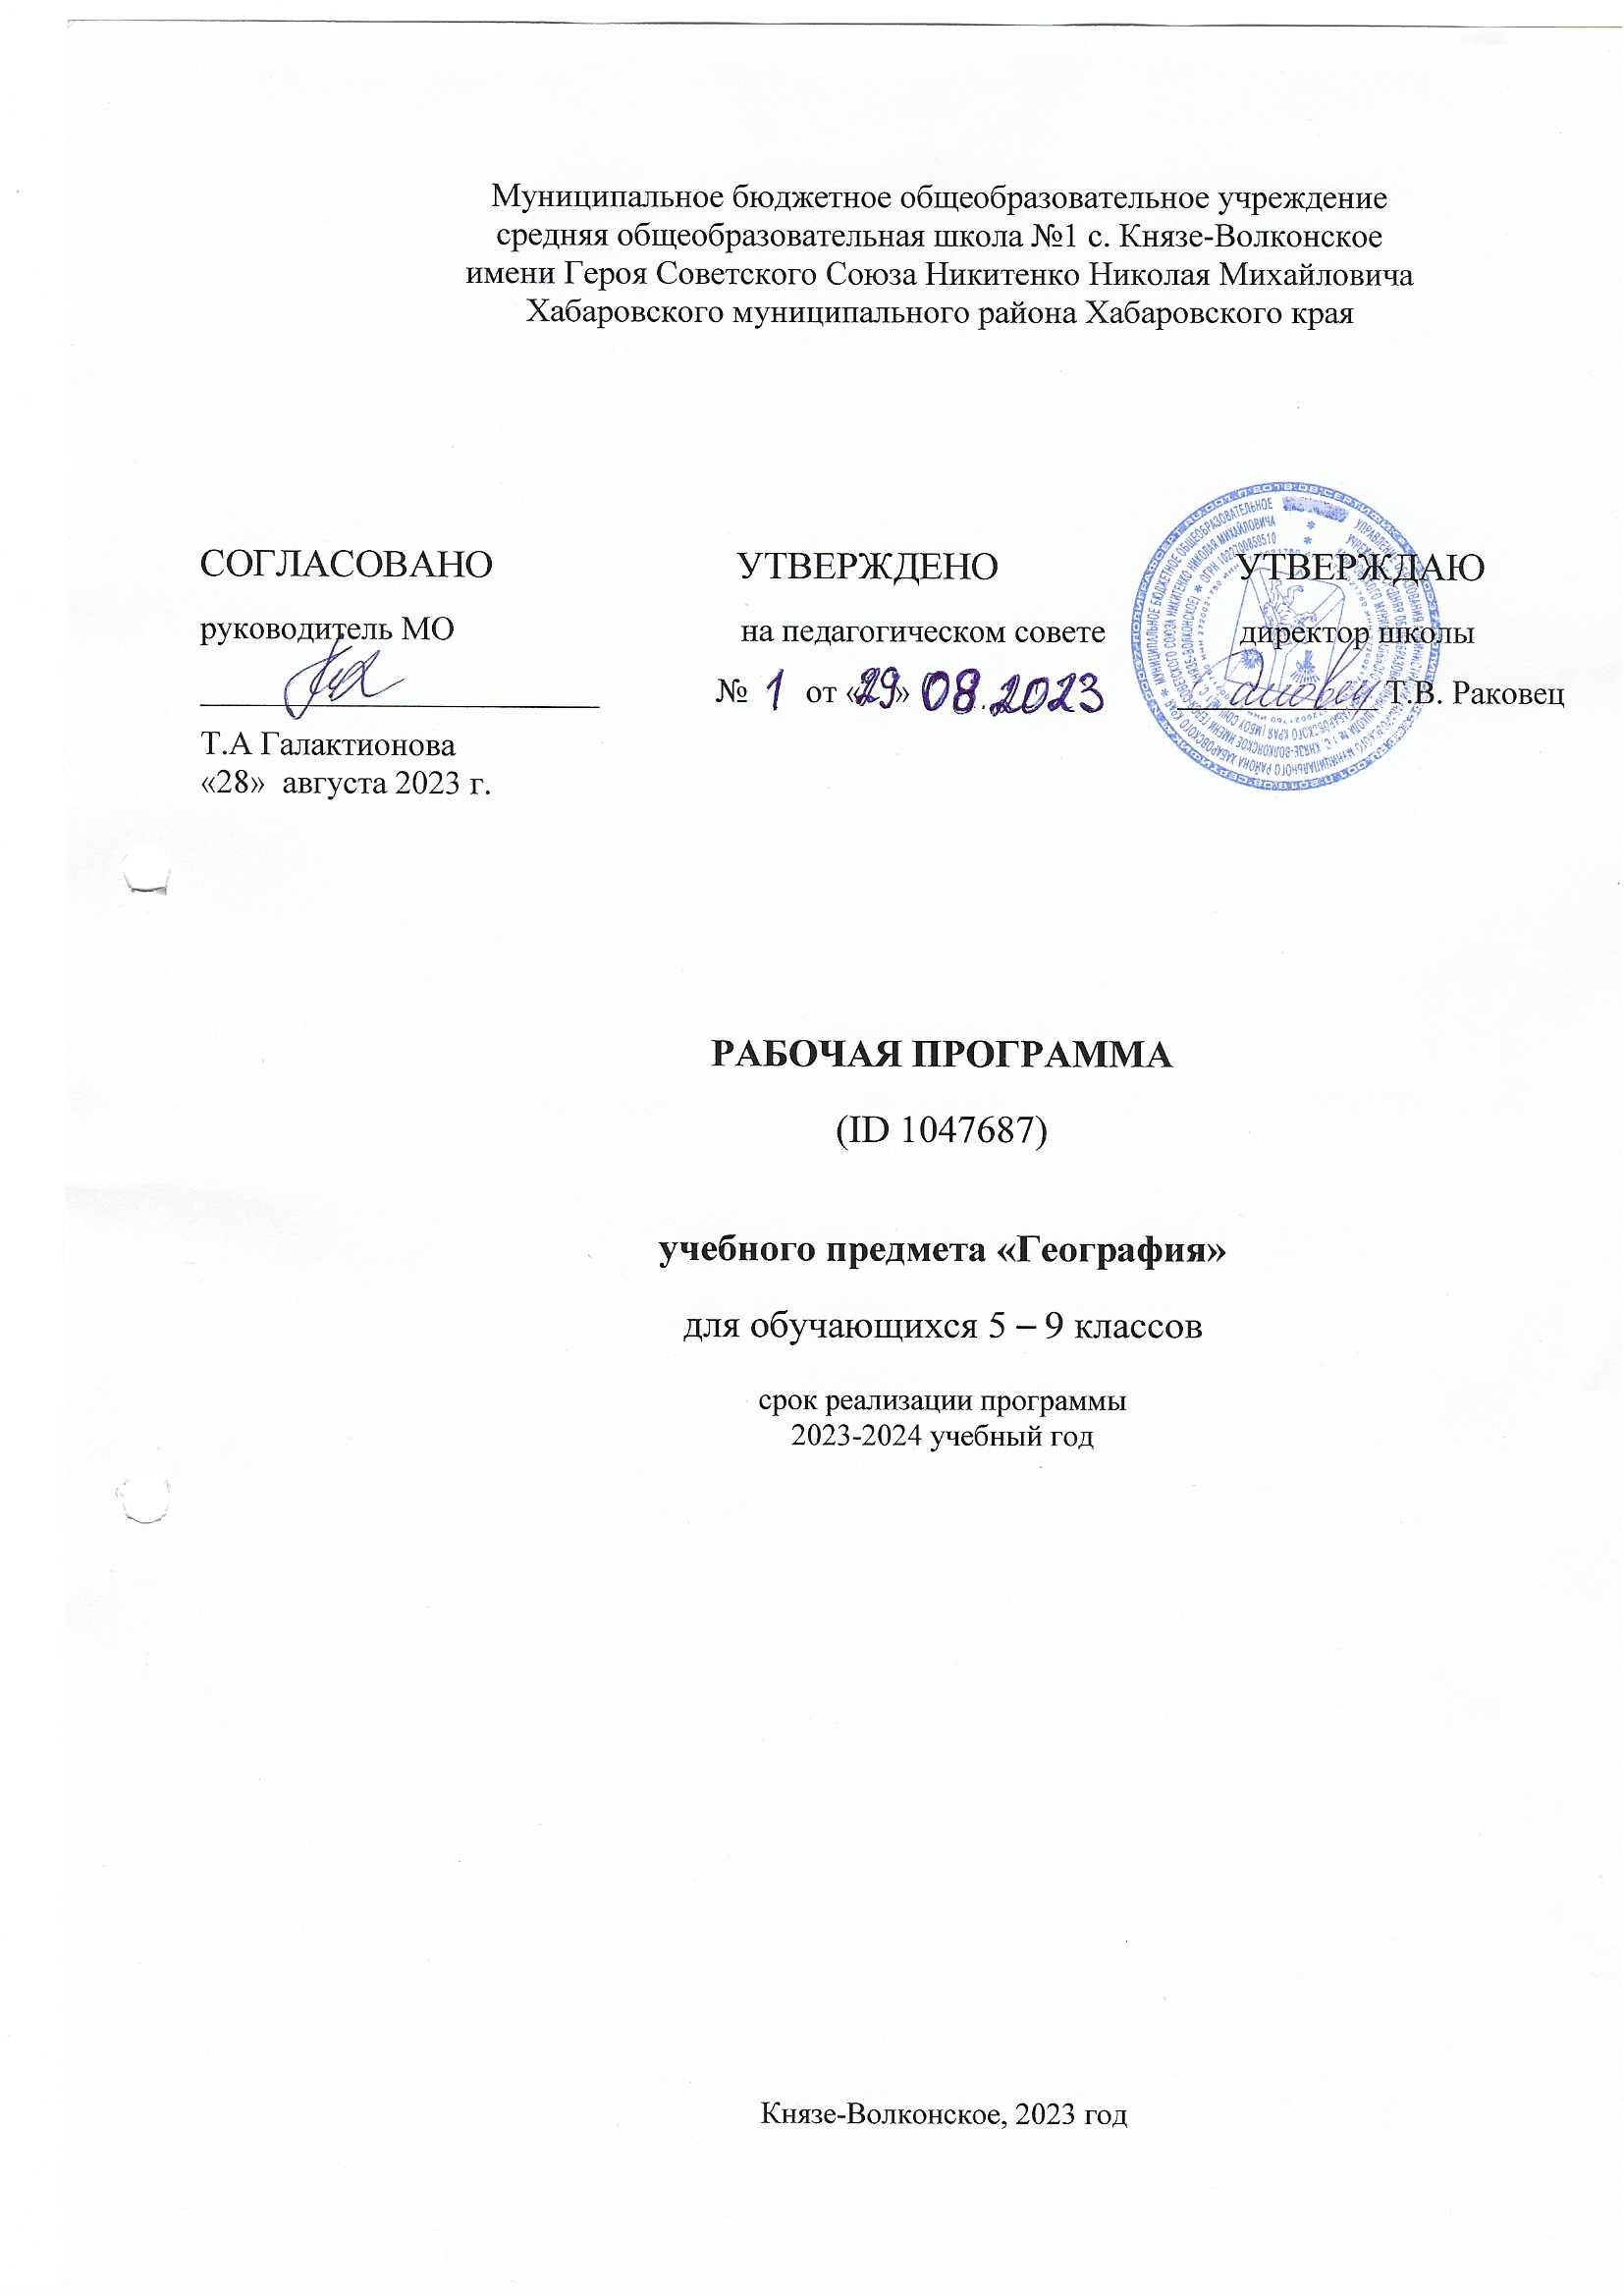 Муниципальное бюджетное общеобразовательное учреждение
средняя общеобразовательная школа №1 с. Князе-Волконское
имени Героя Советского Союза Никитенко Николая Михайловича
Хабаровского муниципального района Хабаровского края
СОГЛАСОВАНО
руководитель МО
Т.А Галактионова
«28» августа 2023 г.
УТВЕРЖДЕНО
на педагогическом совете
№ 1 от «29» 08.2023
УТВЕРЖДАЮ
директор школы
Т.В. Раковец
РАБОЧАЯ ПРОГРАММА
(ID 1047687)
учебного предмета «География»
для обучающихся 5 – 9 классов
срок реализации программы
2023-2024 учебный год
Князе-Волконское, 2023 год